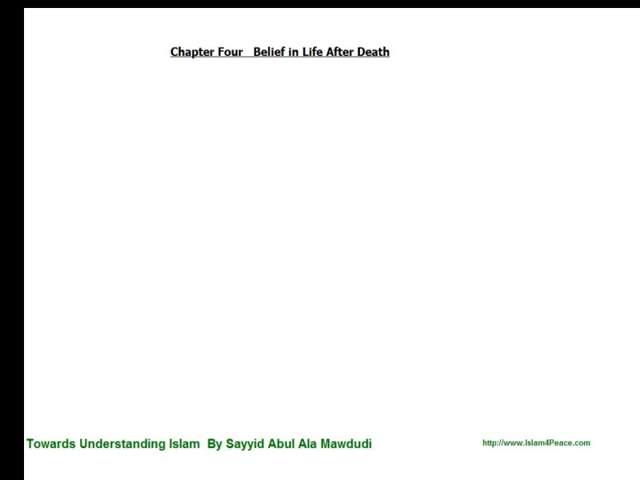 Chapter Four   Belief in Life After Death
Towards Understanding Islam  By Sayyid Abul Ala Mawdudi
http://www.Islam4Peace.com